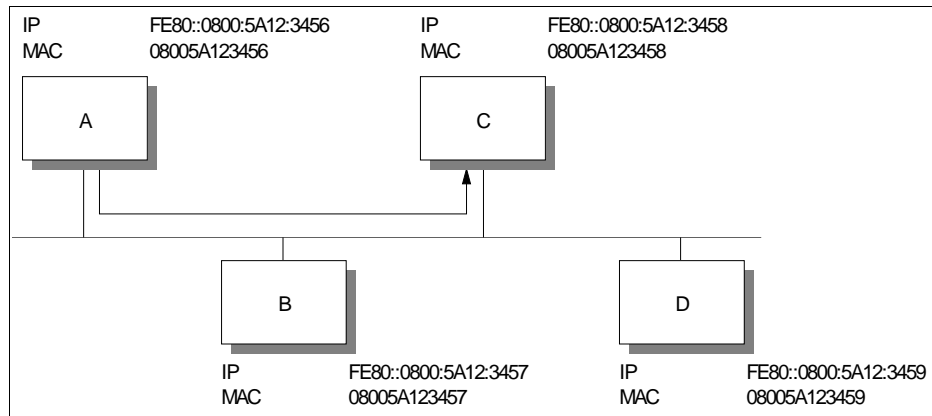 IP FE80::0800:5A12:3456
MAC 08005A123456
IP FE80::0800:5A12:3458
MAC 08005A123458
A
C
B
D
IP FE80::0800:5A12:3457
MAC 08005A123457
IP FE80::0800:5A12:3459
MAC 08005A123459